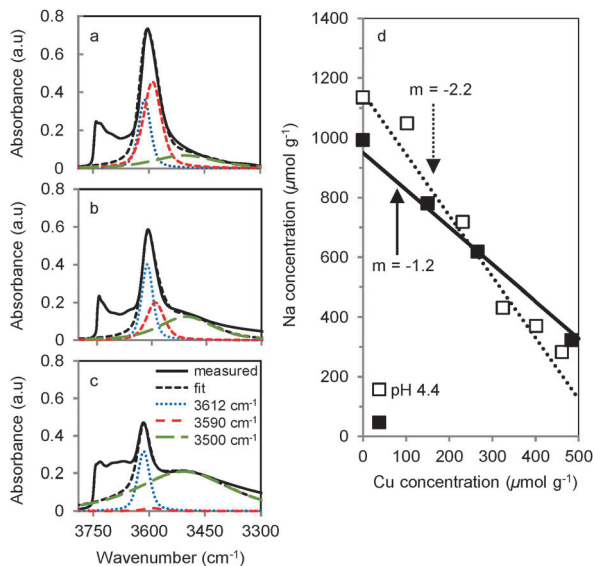 a
Absorbance (a.u)
0.8
0.6
0.4
0.2
0
b
Absorbance (a.u)
0.8
0.6
0.4
0.2
0
c
Absorbance (a.u)
0.8
0.6
0.4
0.2
0
measured
fit
3612 cm-1
3590 cm-1
3500 cm-1
3750 3600 3450 3300
Wavenumber (cm-1)
d
Na concentration (µmol g-1)
1400
1200
1000
800
600
400
200
0
m = -2.2
m = -1.2
pH 4.4
0 100 200 300 400 500
Cu concentration (µmol g-1)